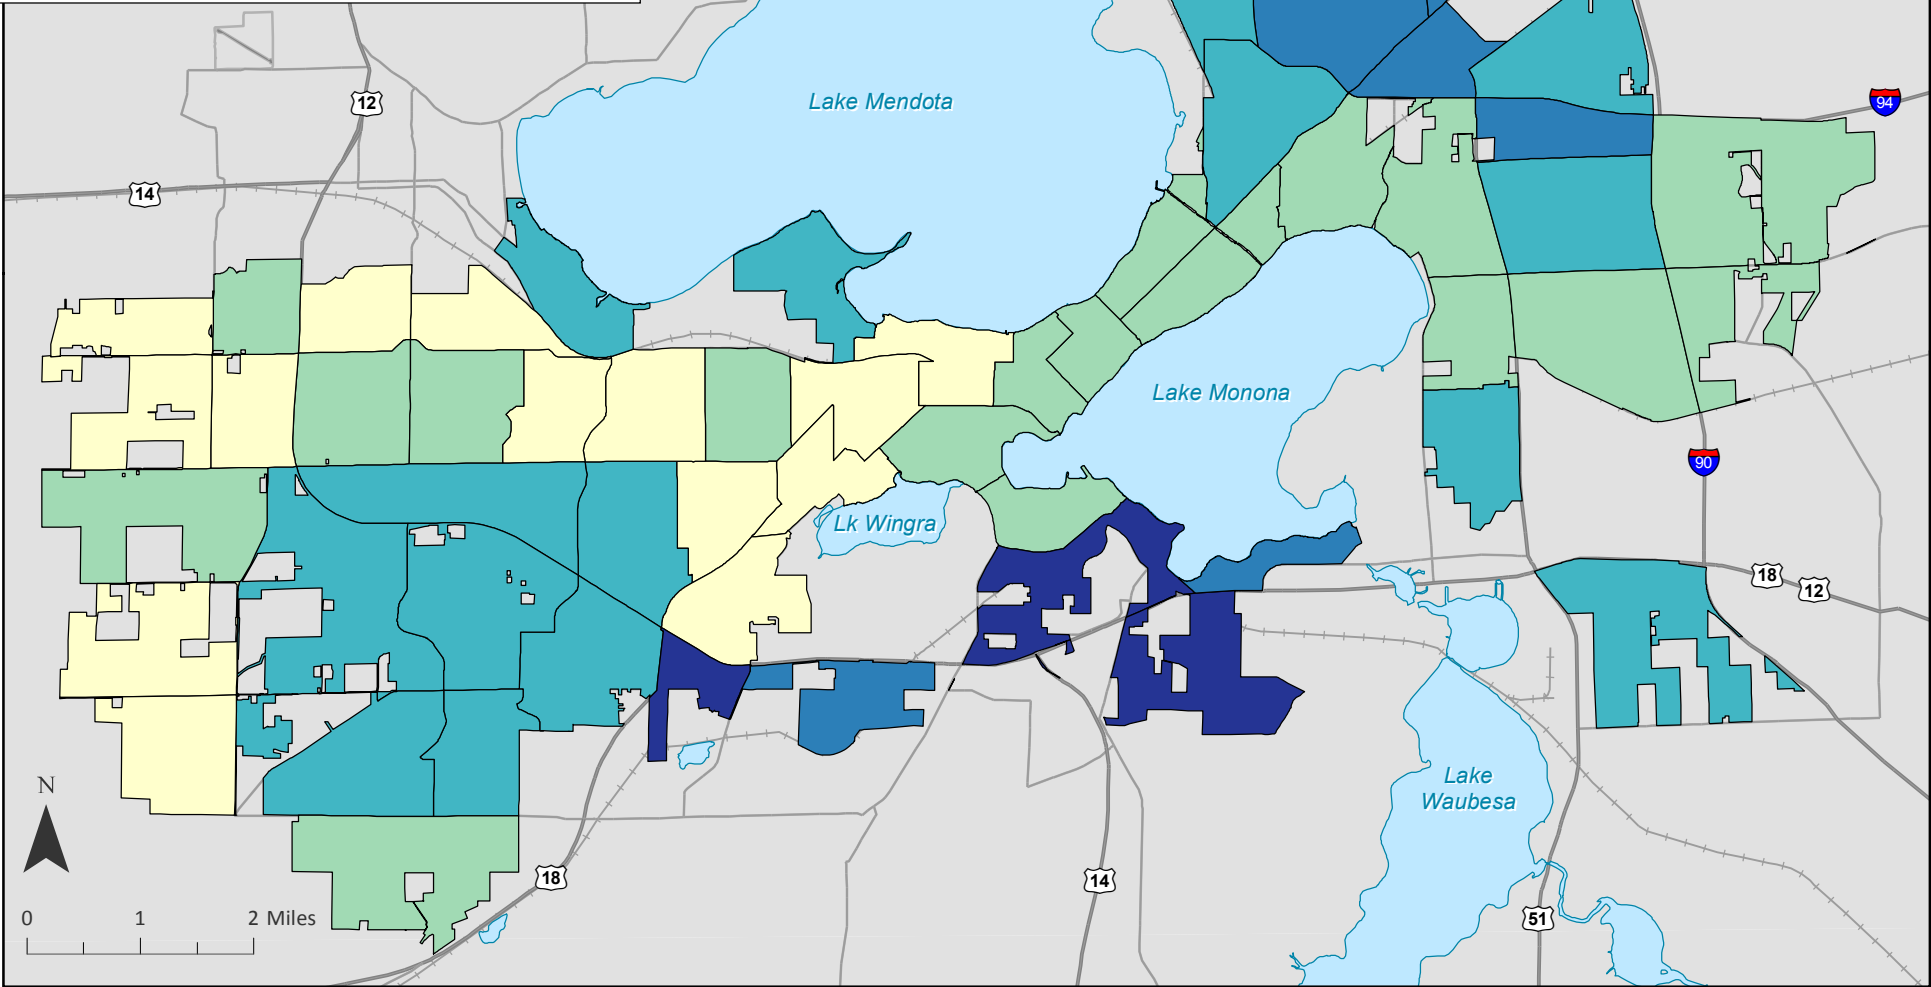 Lake Mendota
94
12
14
Lake Monona
90
Lk Wingra
18
12
N
Lake
Waubesa
18
14
51
0 1 2 Miles